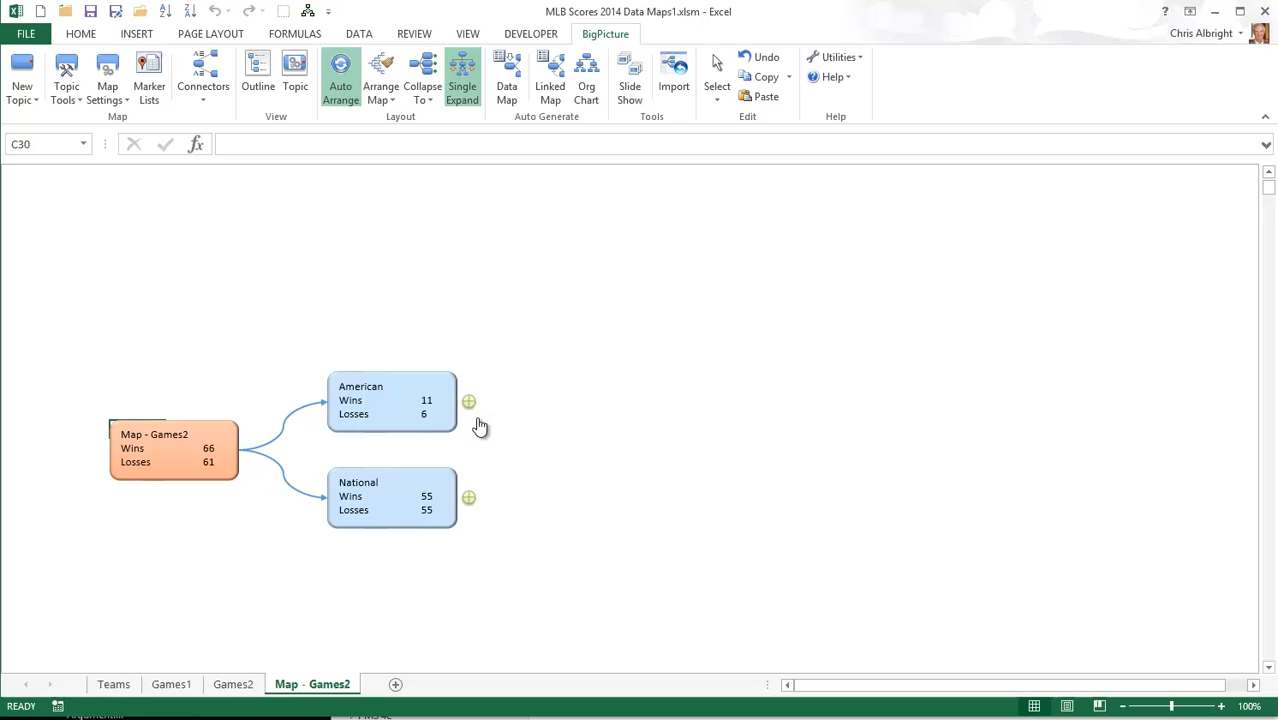 MLB Scores 2014 Data Maps1.xlsm - Excel
FILE HOME INSERT PAGE LAYOUT FORMULAS DATA REVIEW VIEW DEVELOPER BigPicture Chris Albright
New Topic
Topic Tools
Map Settings
Marker Lists
Connectors
Outline
Topic
Auto Arrange
Arrange Map
Collapse To
Single Expand
Data Map
Linked Map
Org Chart
Slide Show
Import
Select
Undo
Copy
Paste
Utilities
Help
Map View Layout Auto Generate Tools Edit Help
C30 fx
American
Wins 11
Losses 6
Map - Games2
Wins 66
Losses 61
National
Wins 55
Losses 55
Teams Games1 Games2 Map - Games2
READY 100%